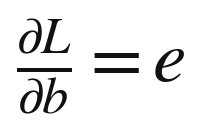 ∂L/∂b = e